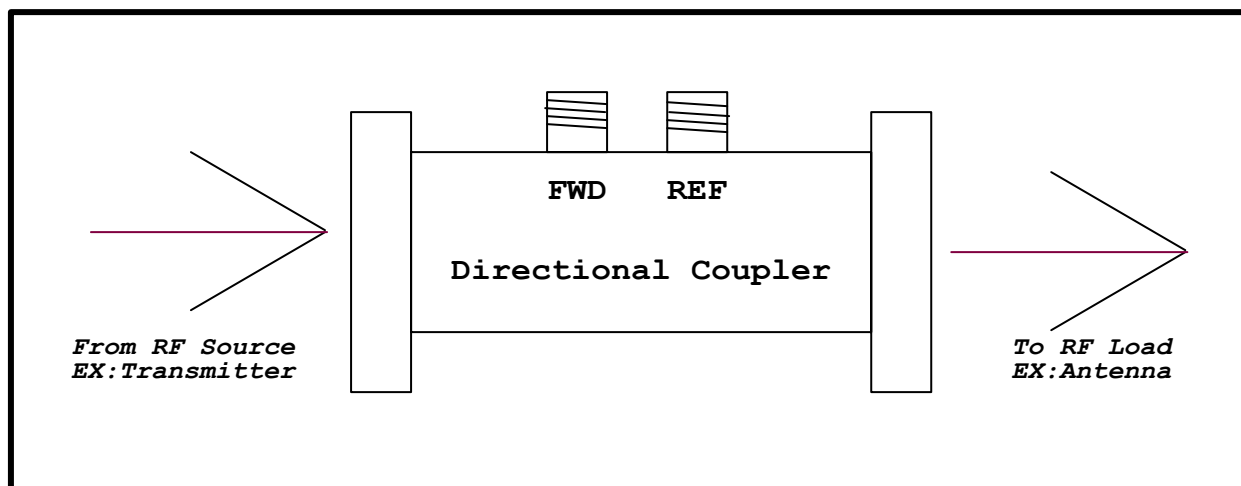 FWD REF
Directional Coupler
From RF Source
EX:Transmitter
To RF Load
EX:Antenna